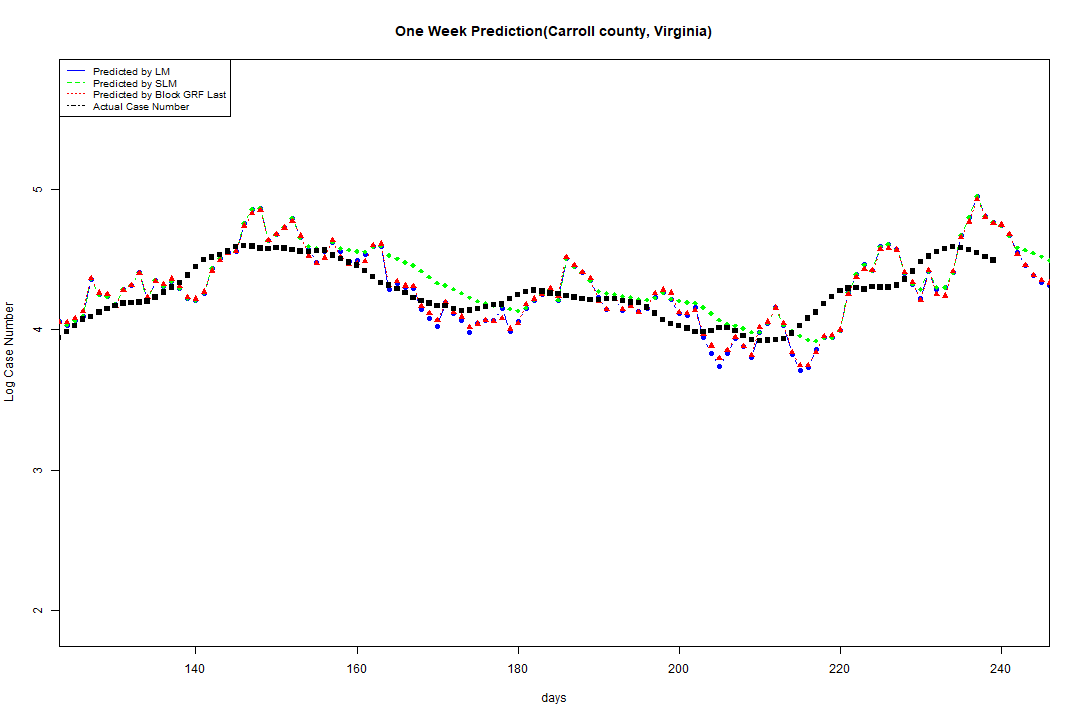 One Week Prediction(Carroll county, Virginia)
Predicted by LM
Predicted by SLM
Predicted by Block GRF Last
Actual Case Number
5
4
3
2
Log Case Number
140 160 180 200 220 240
days